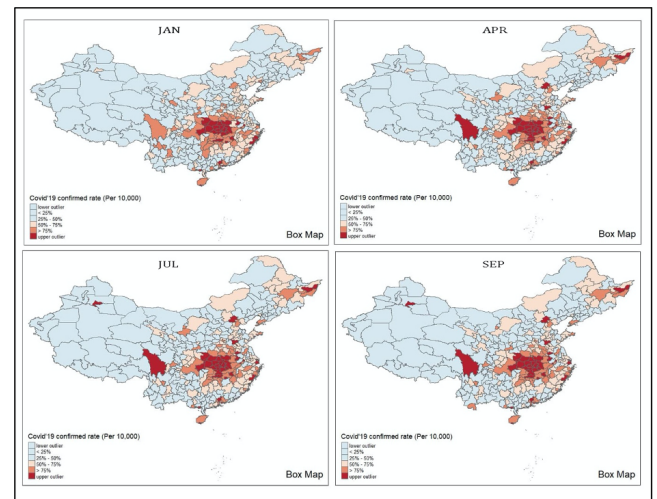 JAN
Covid'19 confirmed rate (Per 10,000)
lower outlier
< 25%
25% - 50%
50% - 75%
> 75%
upper outlier
Box Map
APR
Covid'19 confirmed rate (Per 10,000)
lower outlier
< 25%
25% - 50%
50% - 75%
> 75%
upper outlier
Box Map
JUL
Covid'19 confirmed rate (Per 10,000)
lower outlier
< 25%
25% - 50%
50% - 75%
> 75%
upper outlier
Box Map
SEP
Covid'19 confirmed rate (Per 10,000)
lower outlier
< 25%
25% - 50%
50% - 75%
> 75%
upper outlier
Box Map